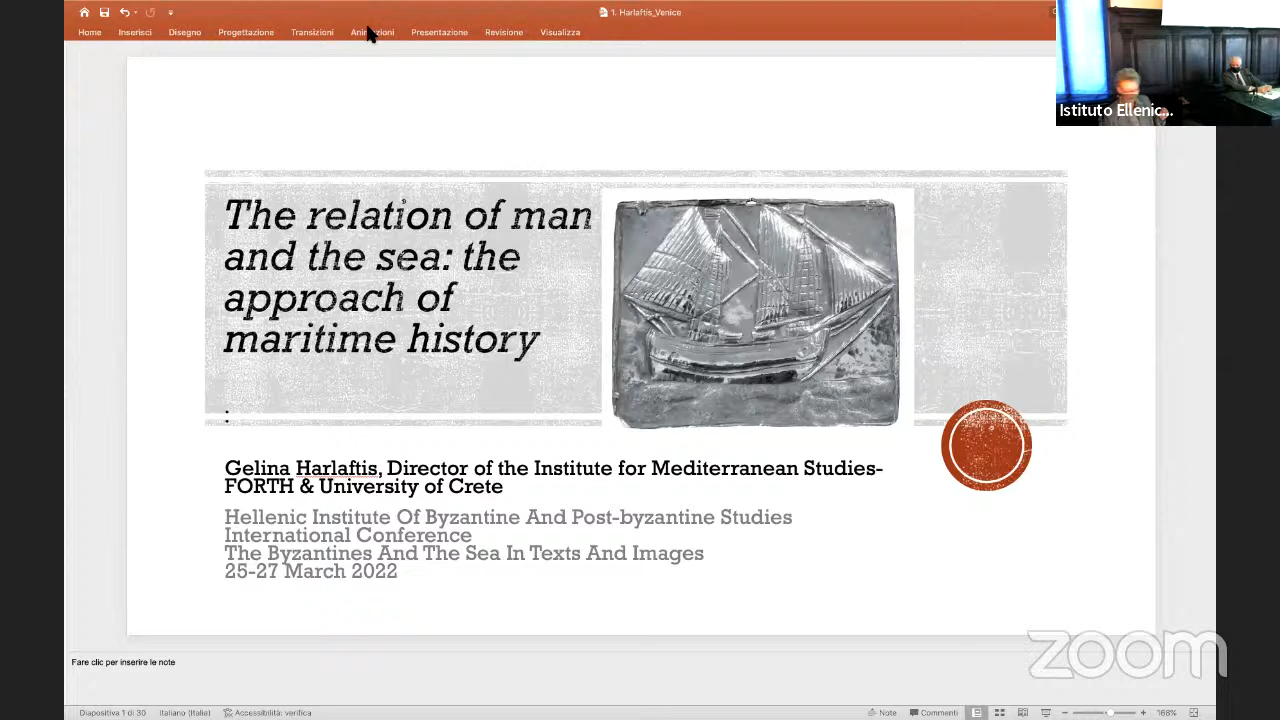 1. Harlaftis_Venice
Home Inserisci Disegno Progettazione Transizioni Animazioni Presentazione Revisione Visualizza
Istituto Ellenic...
The relation of man
and the sea: the
approach of
maritime history
:
Gelina Harlaftis, Director of the Institute for Mediterranean Studies-
FORTH & University of Crete
Hellenic Institute Of Byzantine And Post-byzantine Studies
International Conference
The Byzantines And The Sea In Texts And Images
25-27 March 2022
zoom
Fare clic per inserire le note
Diapositiva 1 di 30 Italiano (Italia) Accessibilità: verifica Note Commenti 168%